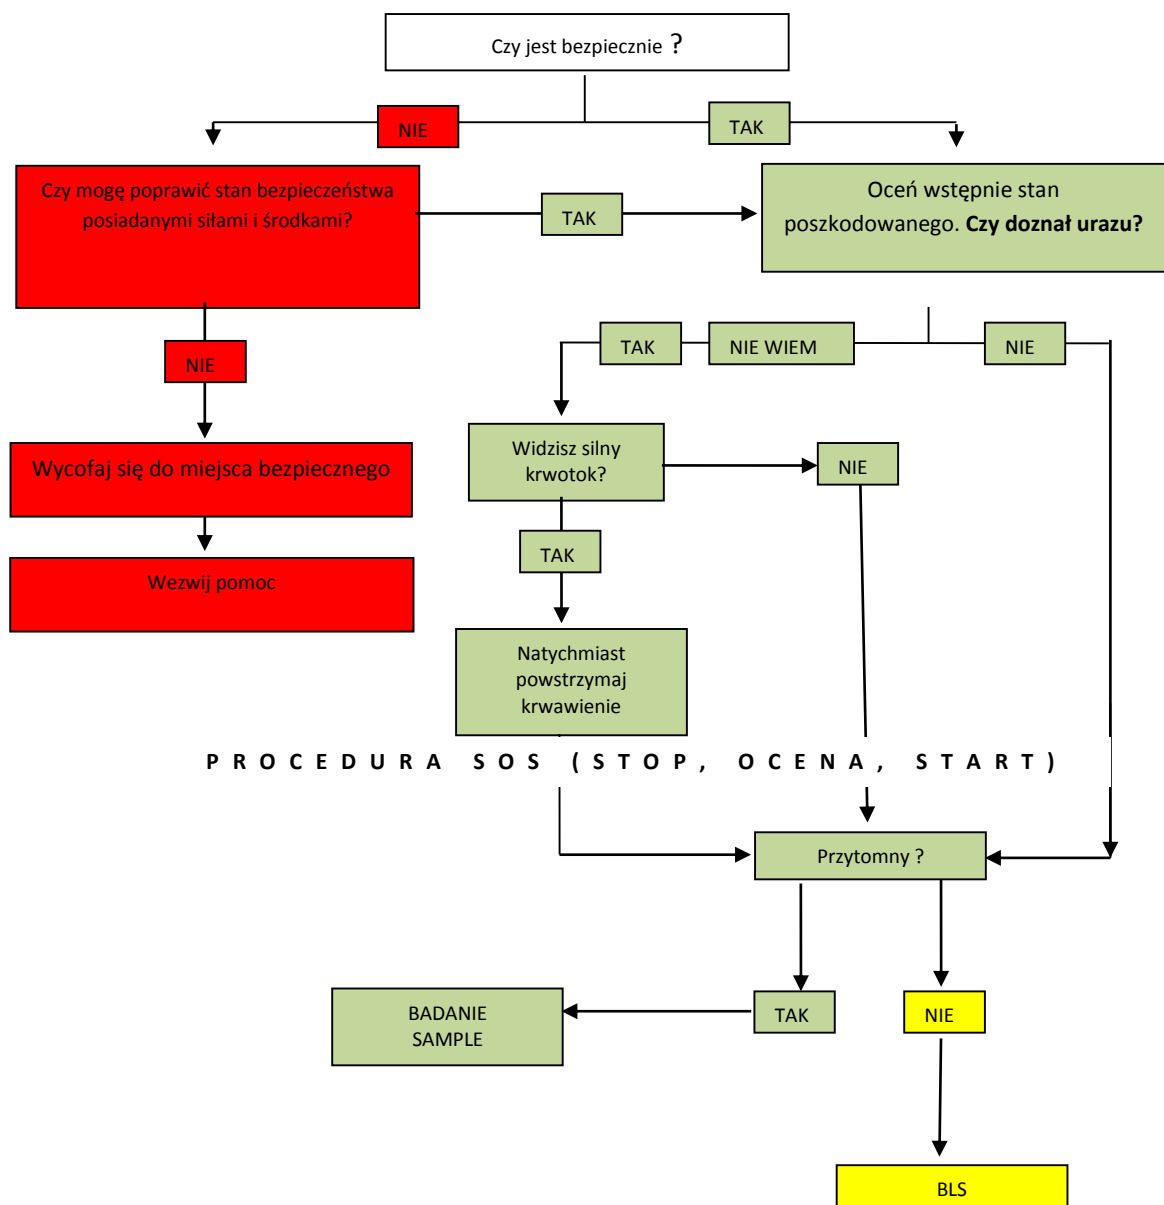 Czy jest bezpiecznie ?
NIE
TAK
Czy mogę poprawić stan bezpieczeństwa
posiadanymi siłami i środkami?
TAK
Oceń wstępnie stan
poszkodowanego. Czy doznał urazu?
NIE
TAK
NIE WIEM
NIE
Wycofaj się do miejsca bezpiecznego
Widzisz silny
krwotok?
NIE
TAK
Wezwij pomoc
Natychmiast
powstrzymaj
krwawienie
PROCEDURA SOS (STOP, OCENA, START)
Przytomny ?
BADANIE
SAMPLE
TAK
NIE
BLS